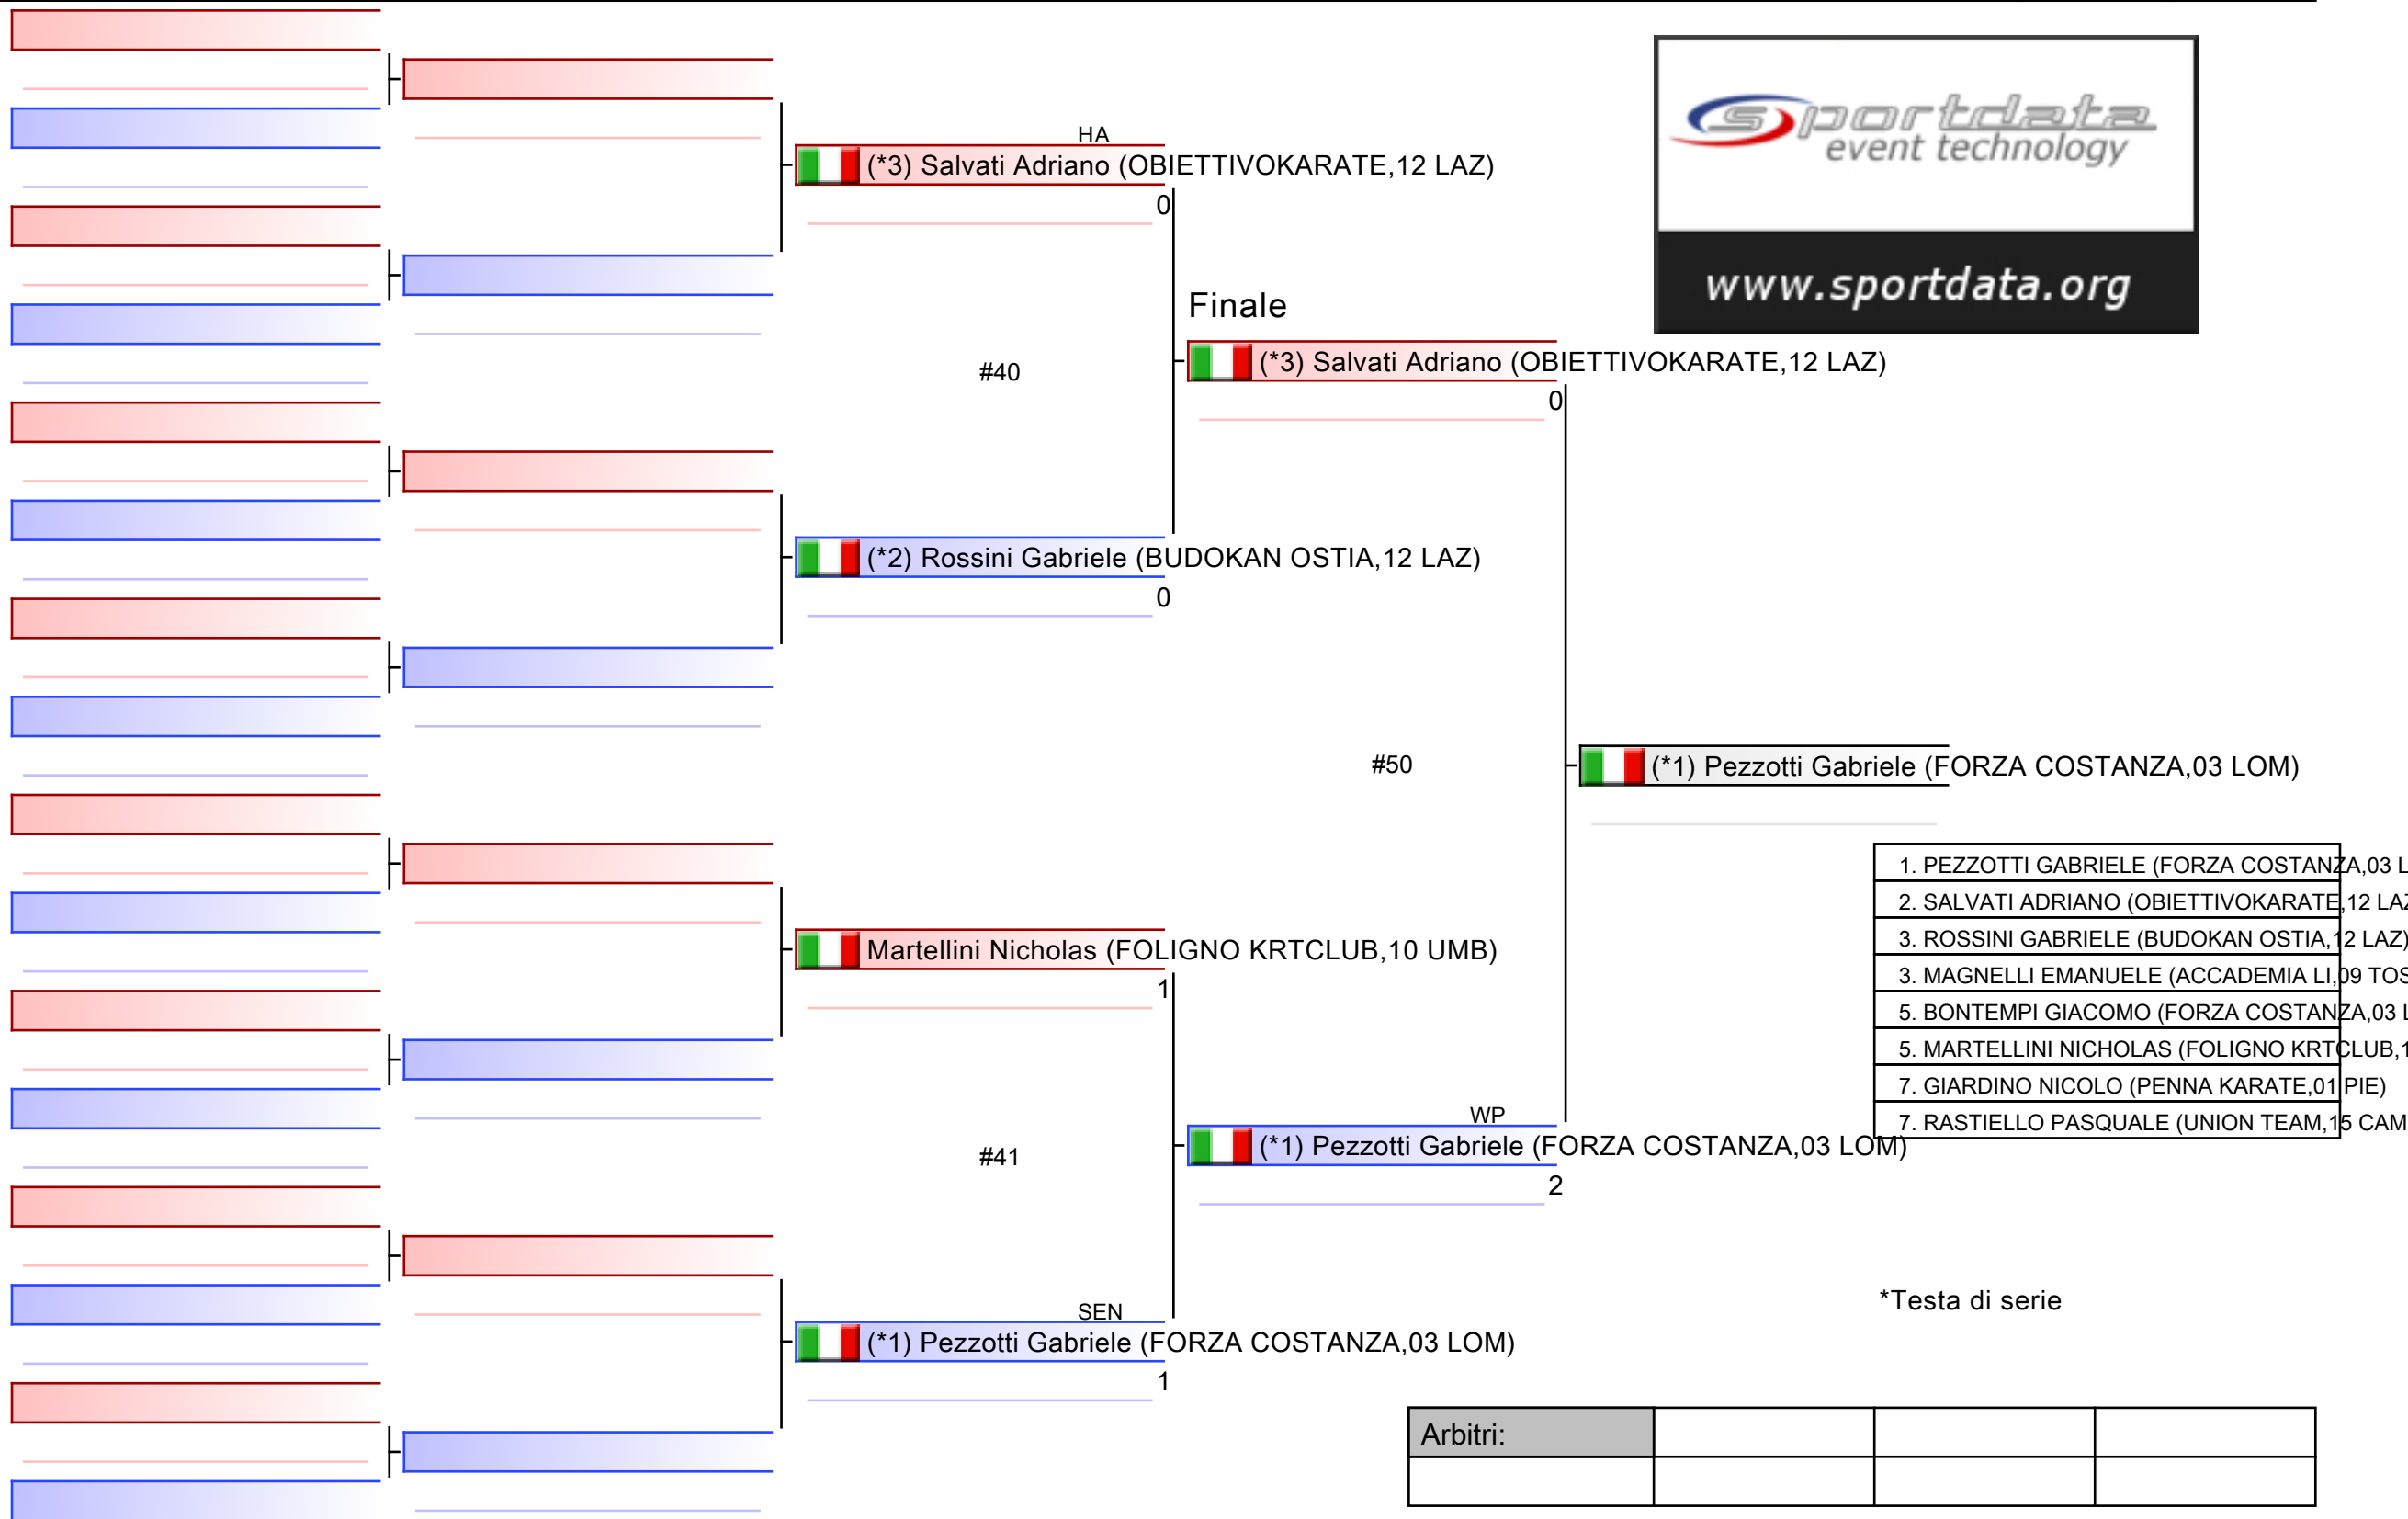 sportdata
event technology
www.sportdata.org
HA
(*3) Salvati Adriano (OBIETTIVOKARATE,12 LAZ)
0
Finale
#40
(*3) Salvati Adriano (OBIETTIVOKARATE,12 LAZ)
0
(*2) Rossini Gabriele (BUDOKAN OSTIA,12 LAZ)
0
#50
(*1) Pezzotti Gabriele (FORZA COSTANZA,03 LOM)
1. PEZZOTTI GABRIELE (FORZA COSTANZA,03 L
2. SALVATI ADRIANO (OBIETTIVOKARATE,12 LAZ
3. ROSSINI GABRIELE (BUDOKAN OSTIA,12 LAZ)
3. MAGNELLI EMANUELE (ACCADEMIA LI,09 TOS
5. BONTEMPI GIACOMO (FORZA COSTANZA,03 L
5. MARTELLINI NICHOLAS (FOLIGNO KRTCLUB,1
7. GIARDINO NICOLO (PENNA KARATE,01 PIE)
7. RASTIELLO PASQUALE (UNION TEAM,15 CAM
Martellini Nicholas (FOLIGNO KRTCLUB,10 UMB)
1
WP
#41
(*1) Pezzotti Gabriele (FORZA COSTANZA,03 LOM)
2
SEN
(*1) Pezzotti Gabriele (FORZA COSTANZA,03 LOM)
1
*Testa di serie
Arbitri: